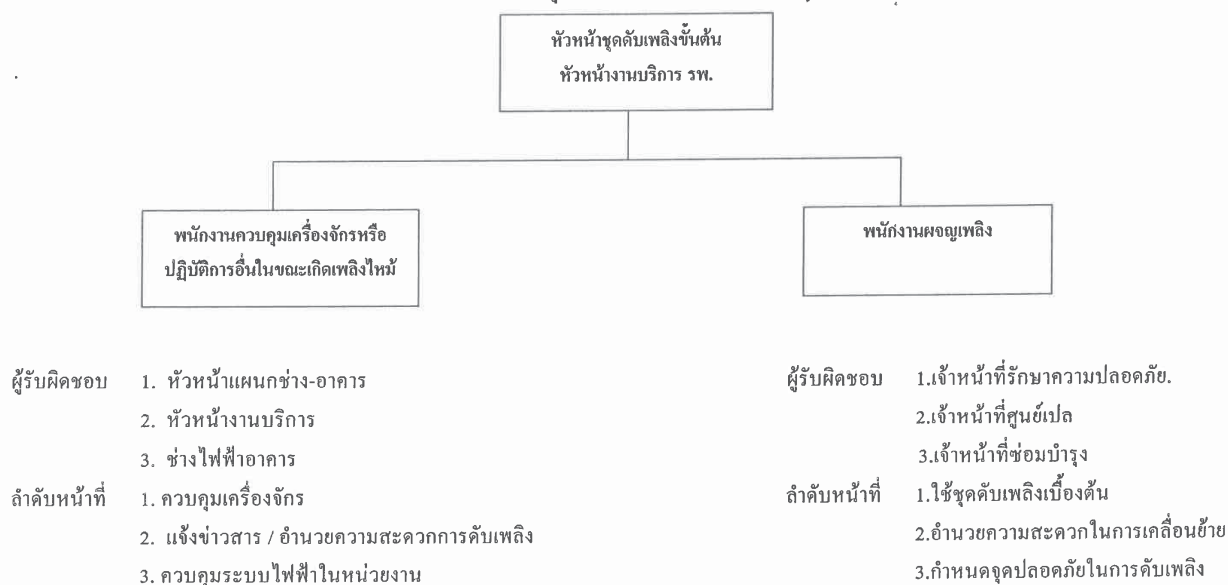 หัวหน้าชุดดับเพลิงขั้นต้น
หัวหน้างานบริการ รพ.
พนักงานควบคุมเครื่องจักรหรือ
ปฏิบัติการอื่นในขณะเกิดเพลิงไหม้
พนักงานผจญเพลิง
ผู้รับผิดชอบ 1. หัวหน้าแผนกช่าง-อาคาร
2. หัวหน้างานบริการ
3. ช่างไฟฟ้าอาคาร
ลำดับหน้าที่ 1. ควบคุมเครื่องจักร
2. แจ้งข่าวสาร / อำนวยความสะดวกการดับเพลิง
3. ควบคุมระบบไฟฟ้าในหน่วยงาน
ผู้รับผิดชอบ 1.เจ้าหน้าที่รักษาความปลอดภัย.
2.เจ้าหน้าที่ศูนย์เปล
3.เจ้าหน้าที่ซ่อมบำรุง
ลำดับหน้าที่ 1.ใช้ชุดดับเพลิงเบื้องต้น
2.อำนวยความสะดวกในการเคลื่อนย้าย
3.กำหนดจุดปลอดภัยในการดับเพลิง